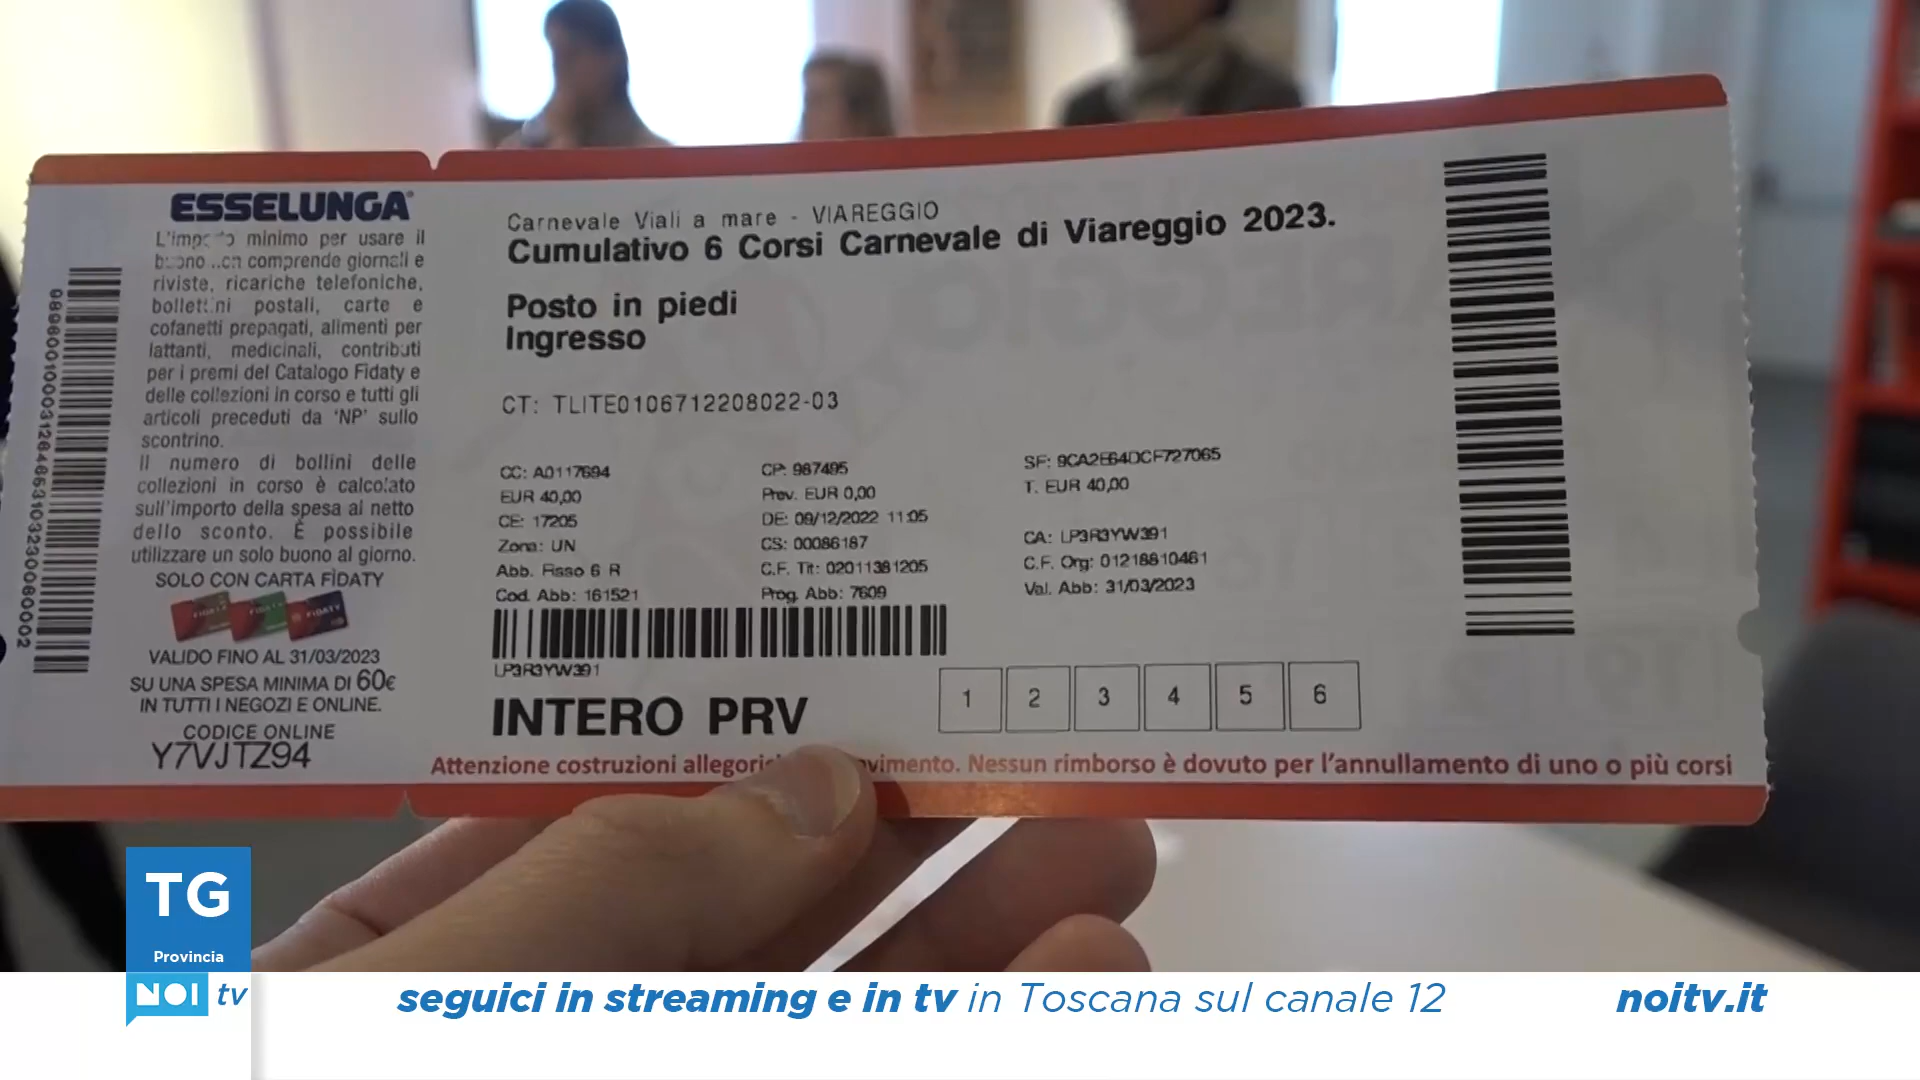 ESSELUNGA
minimo per usare il
comprende giornali e
riviste, ricariche telefoniche,
bollettini postali, carte e
cofanetti prepagati, alimenti per
lattanti, medicinali, contributi
per i premi del Catalogo Fìdaty e
delle collezioni in corso e tutti gli
articoli preceduti da 'NP' sullo
scontrino.
Il numero di bollini delle
collezioni in corso è calcolato
sull'importo della spesa al netto
dello sconto. È possibile
utilizzare un solo buono al giorno.
SOLO CON CARTA FÌDATY
VALIDO FINO AL 31/03/2023
SU UNA SPESA MINIMA DI 60€
IN TUTTI I NEGOZI E ONLINE.
CODICE ONLINE
Y7VJTZ94
Carnevale Viali a mare - VIAREGGIO
Cumulativo 6 Corsi Carnevale di Viareggio 2023.
Posto in piedi
Ingresso
CT: TLITE0106712208022-03
CC: A0117694
EUR 40,00
CE: 17205
Zona: UN
Abb. Fisso 6 R
Cod. Abb: 161521
CP: 987495
Prev. EUR 0,00
DE: 09/12/2022 11:05
CS: 00086187
C.F. Tit: 02011381205
Prog. Abb: 7609
SF: 9CA2E64DCF727065
T. EUR 40,00
CA: LP3R3YW391
C.F. Org: 01218810461
Val. Abb: 31/03/2023
LP3R3YW391
INTERO PRV
1 2 3 4 5 6
Attenzione costruzioni Nessun rimborso è dovuto per l'annullamento di uno o più corsi
TG
Provincia
NOI tv
seguici in streaming e in tv in Toscana sul canale 12
noitv.it